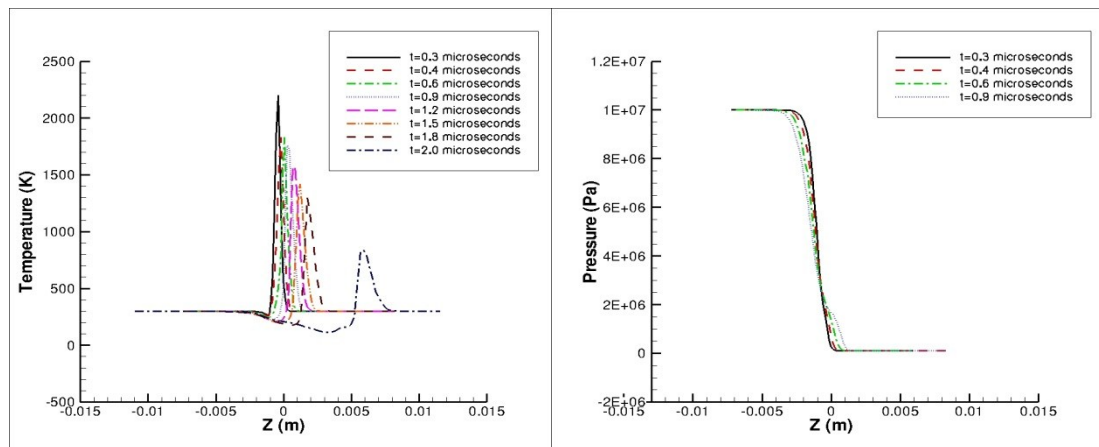 t=0.3 microseconds
t=0.4 microseconds
t=0.6 microseconds
t=0.9 microseconds
t=1.2 microseconds
t=1.5 microseconds
t=1.8 microseconds
t=2.0 microseconds
2500
2000
1500
1000
500
0
-500
Temperature (K)
-0.015
-0.01
-0.005
0
0.005
0.01
0.015
Z (m)
t=0.3 microseconds
t=0.4 microseconds
t=0.6 microseconds
t=0.9 microseconds
1.2E+07
1E+07
8E+06
6E+06
4E+06
2E+06
0
-2E+06
Pressure (Pa)
-0.015
-0.01
-0.005
0
0.005
0.01
0.015
Z (m)